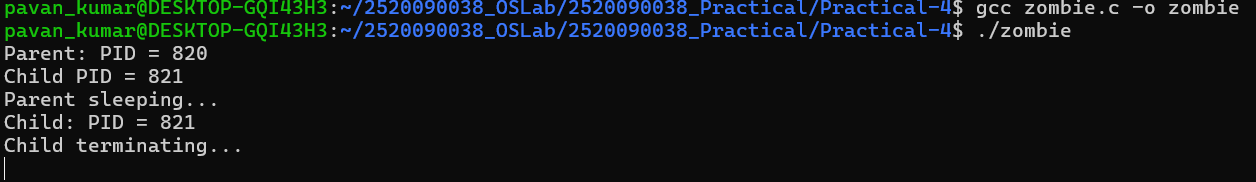 pavan_kumar@DESKTOP-GQI43H3:~/2520090038_OSLab/2520090038_Practical/Practical-4$ gcc zombie.c -o zombie
pavan_kumar@DESKTOP-GQI43H3:~/2520090038_OSLab/2520090038_Practical/Practical-4$ ./zombie
Parent: PID = 820
Child PID = 821
Parent sleeping...
Child: PID = 821
Child terminating...